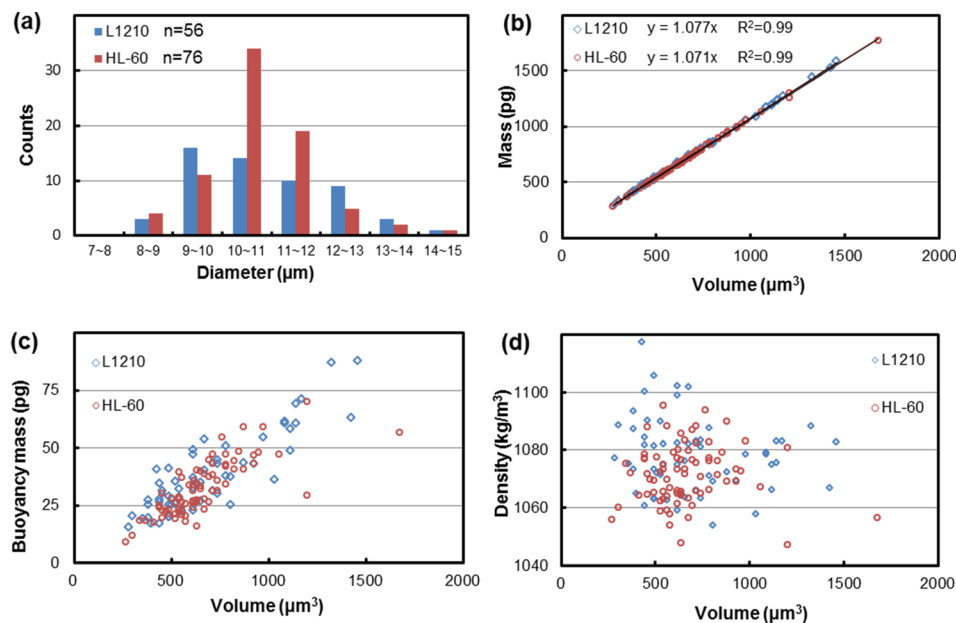 (a)
L1210 n=56
HL-60 n=76
Counts
30
20
10
0
7~8 8~9 9~10 10~11 11~12 12~13 13~14 14~15
Diameter (μm)
(b)
L1210 y = 1.077x R²=0.99
HL-60 y = 1.071x R²=0.99
Mass (pg)
2000
1500
1000
500
0
0 500 1000 1500 2000
Volume (μm³)
(c)
L1210
HL-60
Buoyancy mass (pg)
75
50
25
0
0 500 1000 1500 2000
Volume (μm³)
(d)
L1210
HL-60
Density (kg/m³)
1100
1080
1060
1040
0 500 1000 1500 2000
Volume (μm³)